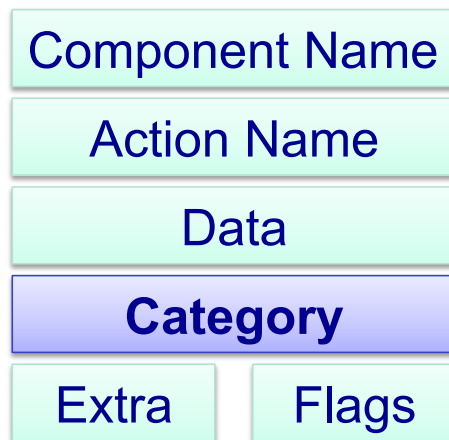 Component Name
Action Name
Data
Category
Extra Flags